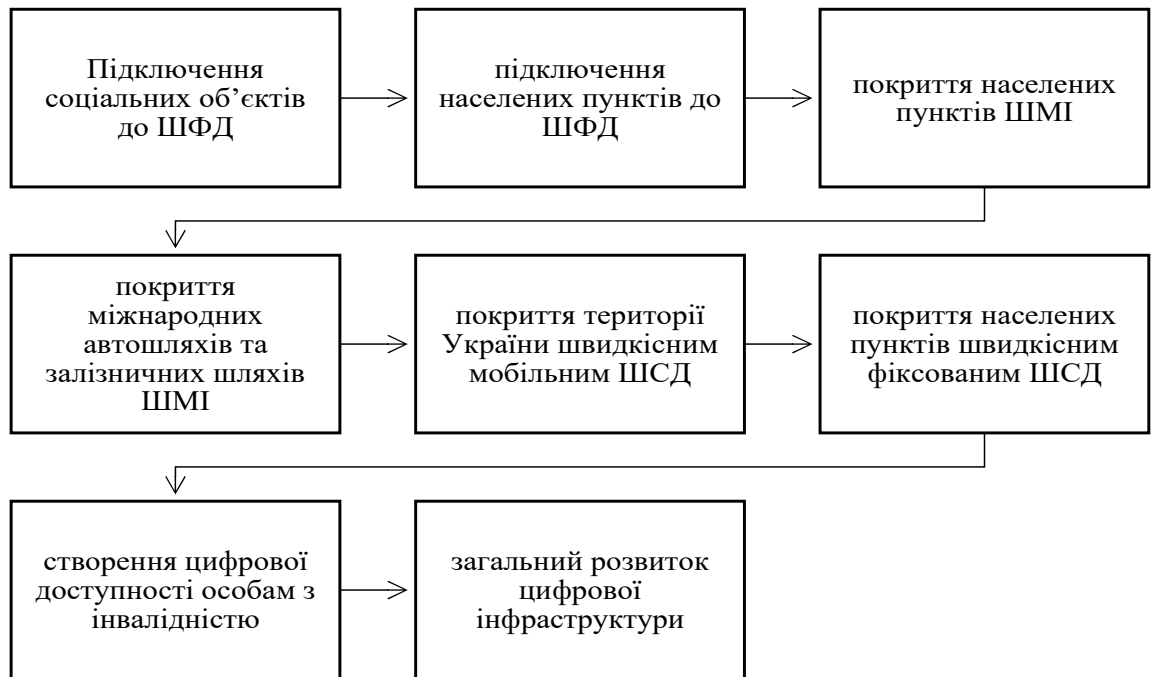 Підключення
соціальних об’єктів
до ШФД
підключення
населених пунктів до
ШФД
покриття населених
пунктів ШМІ
покриття
міжнародних
автошляхів та
залізничних шляхів
ШМІ
покриття території
України швидкісним
мобільним ШСД
покриття населених
пунктів швидкісним
фіксованим ШСД
створення цифрової
доступності особам з
інвалідністю
загальний розвиток
цифрової
інфраструктури